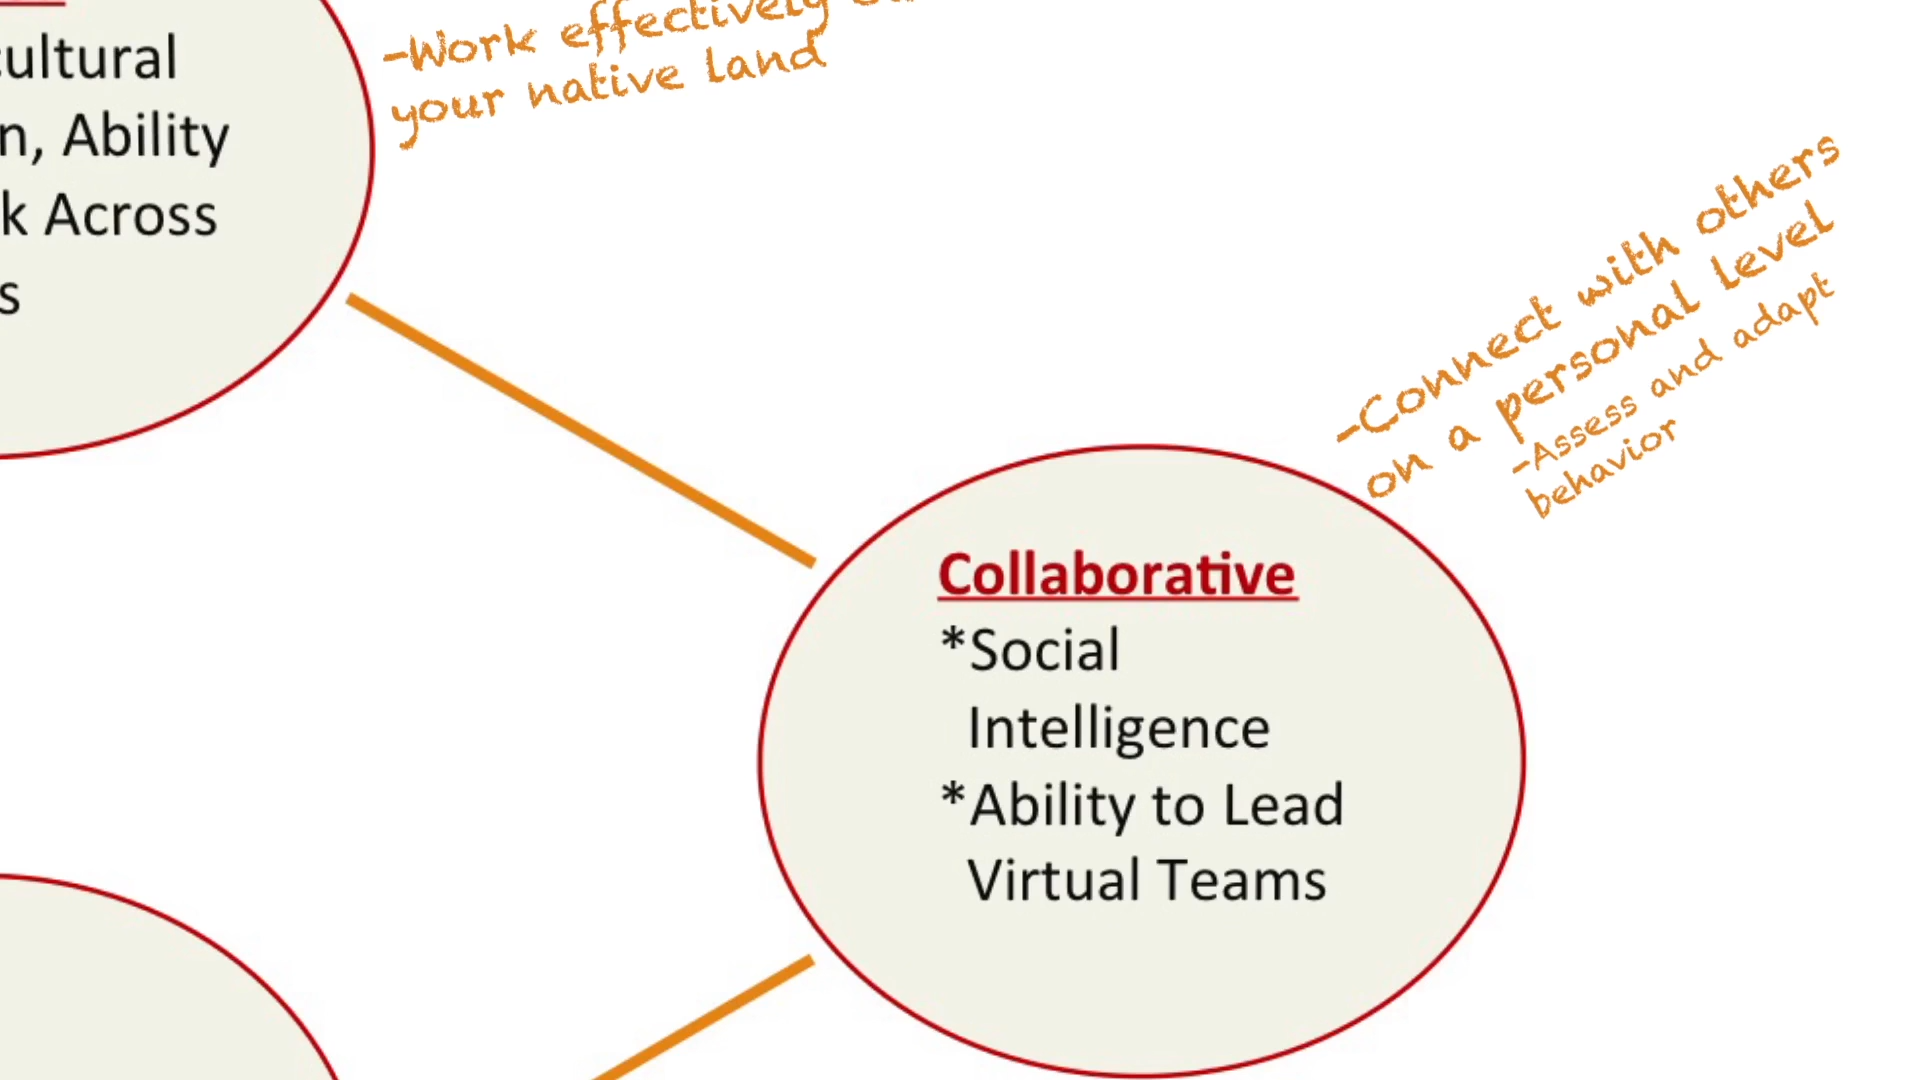 -Work effectively
your native land
Ability
Across
-Connect with others
on a personal level
-Assess and adapt
behavior
Collaborative
*Social
Intelligence
*Ability to Lead
Virtual Teams